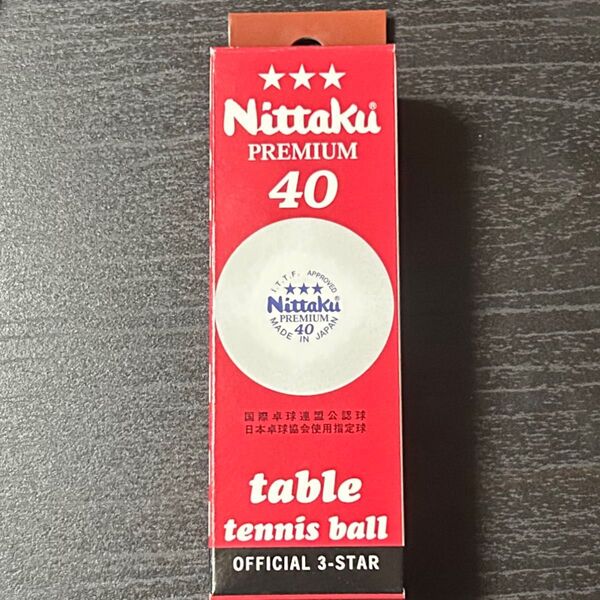 ★★★
Nittaku®
PREMIUM
40
I.T.T.F. APPROVED
★★★
Nittaku®
PREMIUM
40
MADE IN JAPAN
国際卓球連盟公認球
日本卓球協会使用指定球
table
tennis ball
OFFICIAL 3-STAR